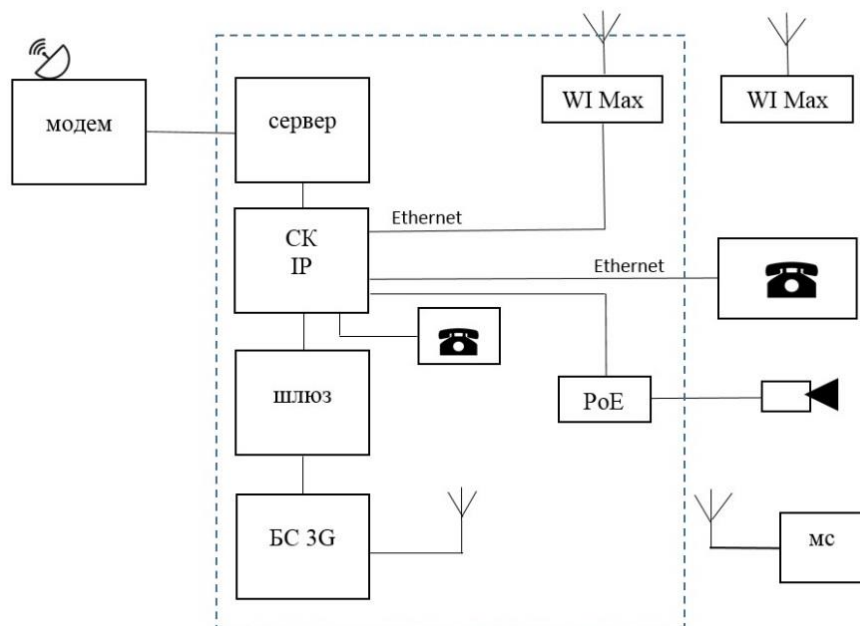 WI Max
WI Max
модем
сервер
Ethernet
СК
IP
Ethernet
шлюз
PoE
БС 3G
мс